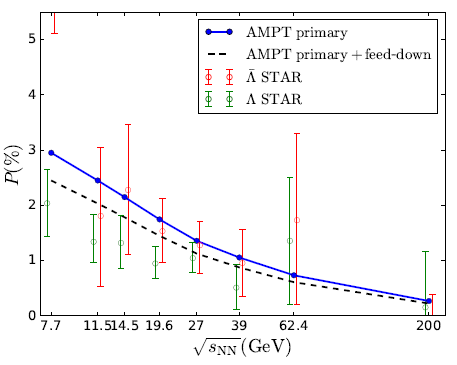 5
4
3
2
1
0
P(%)
AMPT primary
AMPT primary + feed-down
Λ̄ STAR
Λ STAR
7.7 11.5 14.5 19.6 27 39 62.4 200
√s_NN(GeV)